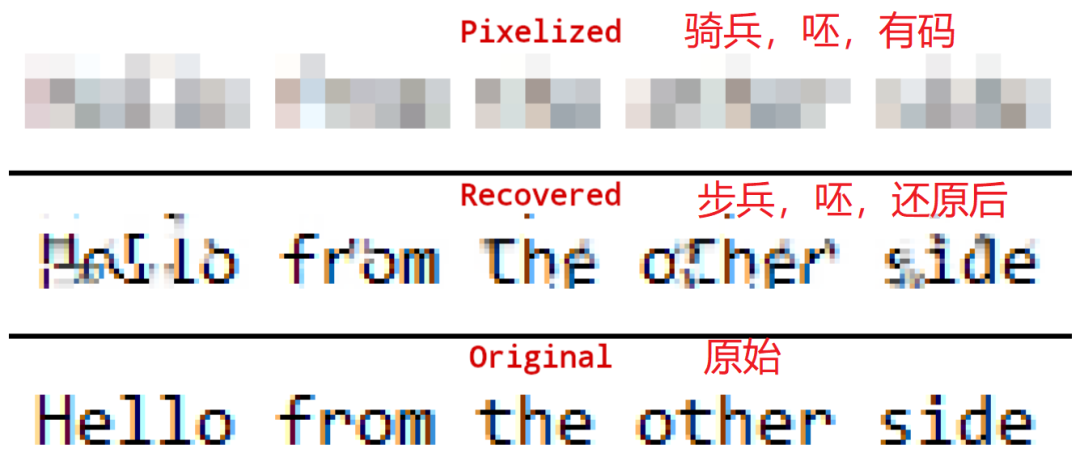 Pixelized 骑兵，呸，有码
Recovered 步兵，呸，还原后
Hello from the other side
Original 原始
Hello from the other side